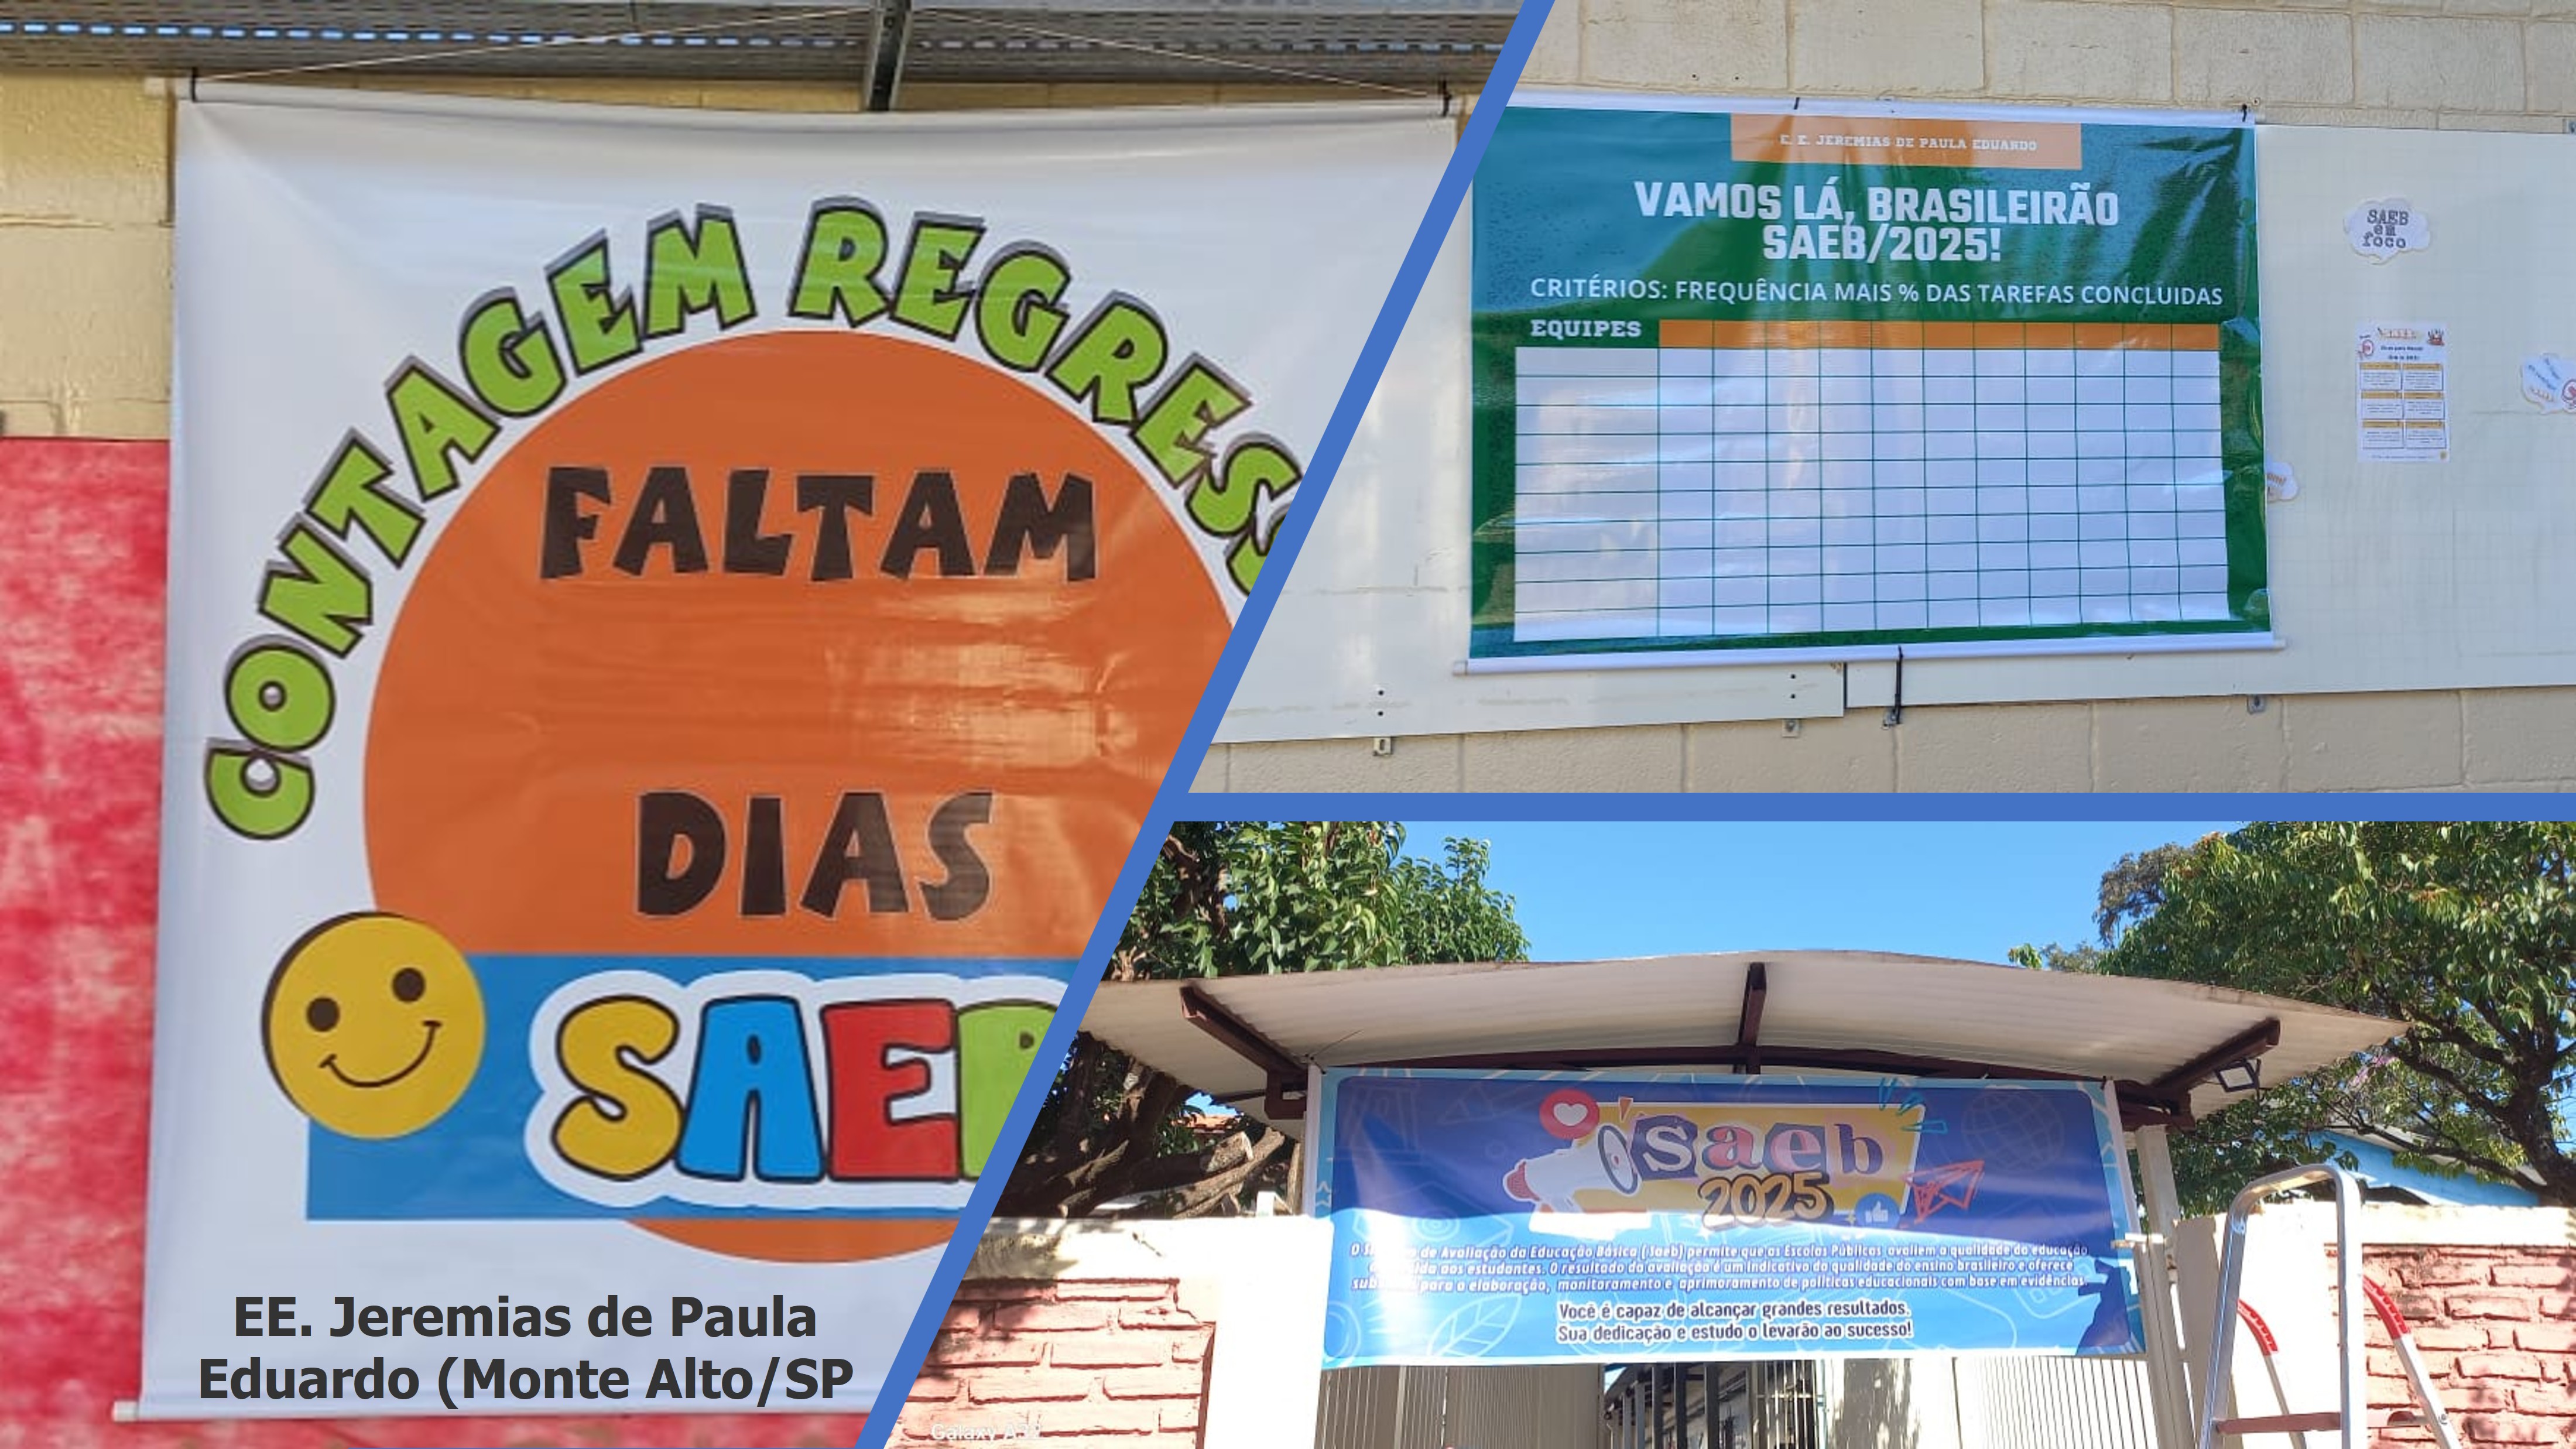 CONTAGEM REGRESS
FALTAM
DIAS
SAEB
EE. Jeremias de Paula
Eduardo (Monte Alto/SP
E. E. JEREMIAS DE PAULA EDUARDO
VAMOS LÁ, BRASILEIRÃO
SAEB/2025!
CRITÉRIOS: FREQUÊNCIA MAIS % DAS TAREFAS CONCLUIDAS
EQUIPES
SAEB
em
foco
saeb
2025
O de Avaliação da Educação Básica (Saeb) permite que as Escolas Públicas avaliem a qualidade da educação
aos estudantes. O resultado da avaliação é um indicativo da qualidade do ensino brasileiro e oferece
para a elaboração, monitoramento e aprimoramento de políticas educacionais com base em evidências.
Você é capaz de alcançar grandes resultados.
Sua dedicação e estudo o levarão ao sucesso!
Galaxy